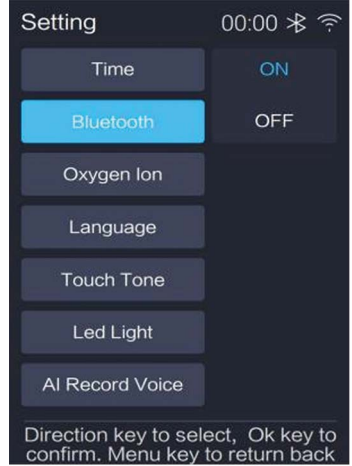 Setting 00:00
Time ON
Bluetooth OFF
Oxygen Ion
Language
Touch Tone
Led Light
AI Record Voice
Direction key to select, Ok key to
confirm. Menu key to return back